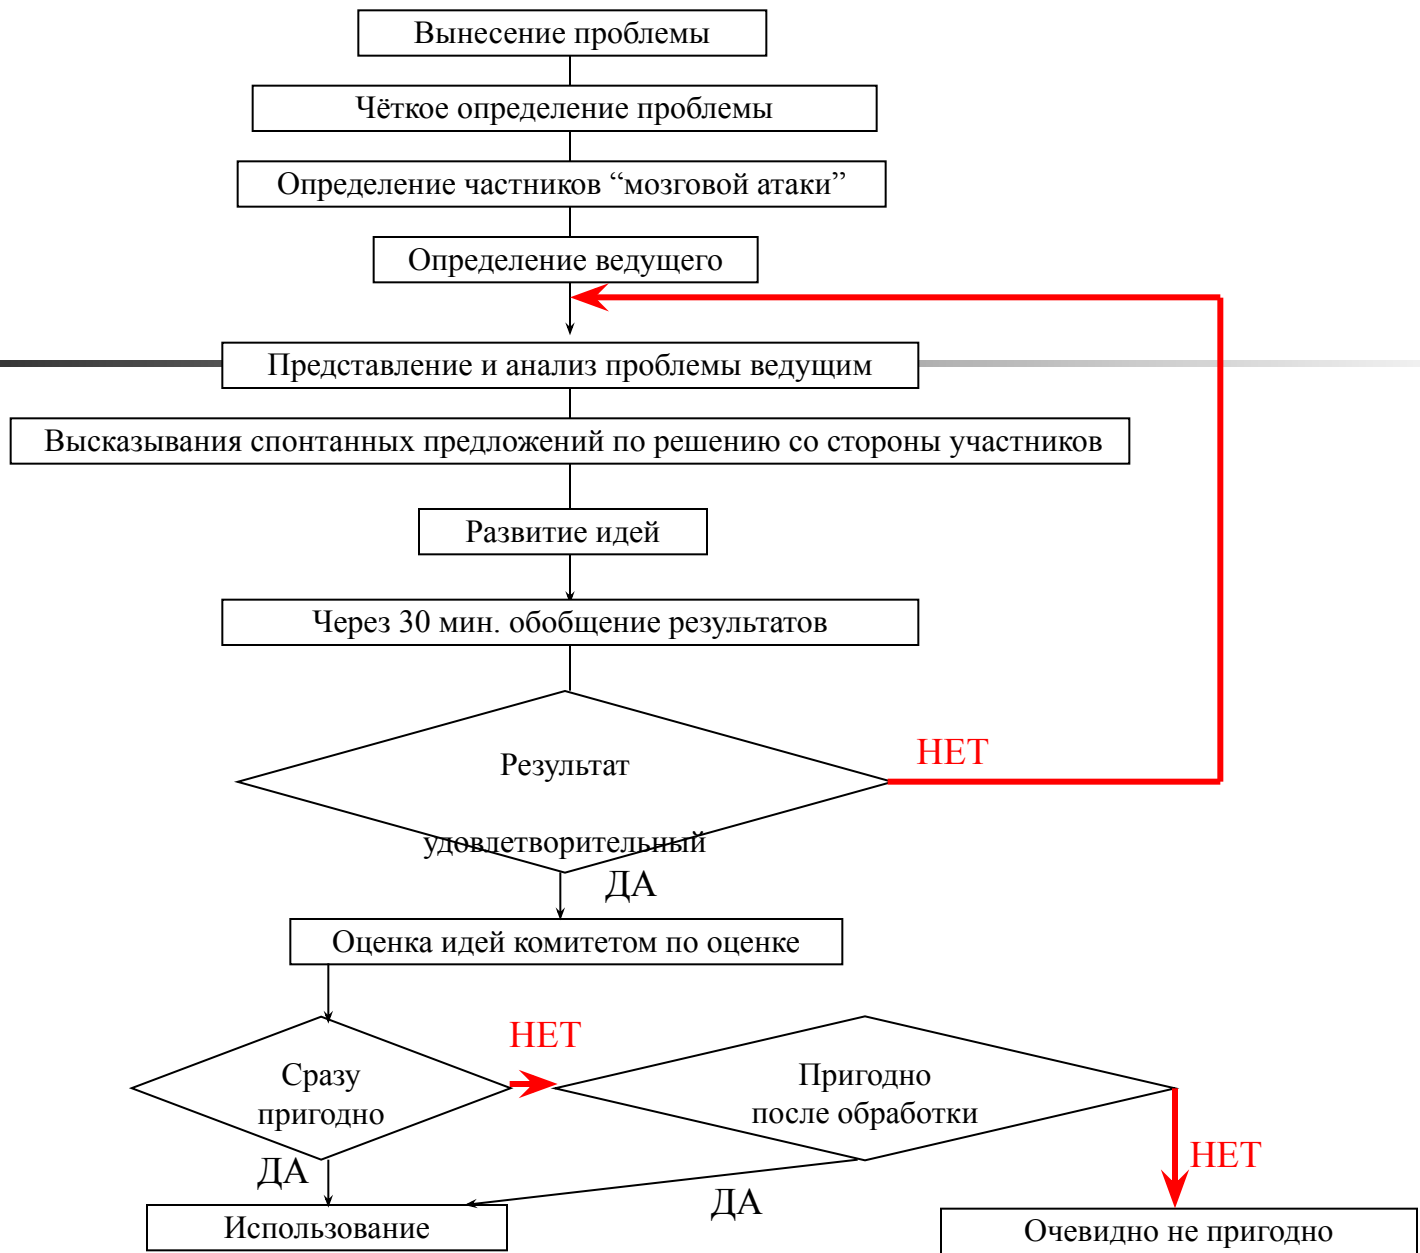 Вынесение проблемы
Чёткое определение проблемы
Определение частников “мозговой атаки”
Определение ведущего
Представление и анализ проблемы ведущим
Высказывания спонтанных предложений по решению со стороны участников
Развитие идей
Через 30 мин. обобщение результатов
НЕТ
Результат
удовлетворительный
ДА
Оценка идей комитетом по оценке
НЕТ
Сразу
пригодно
Пригодно
после обработки
ДА
НЕТ
ДА
Использование
Очевидно не пригодно